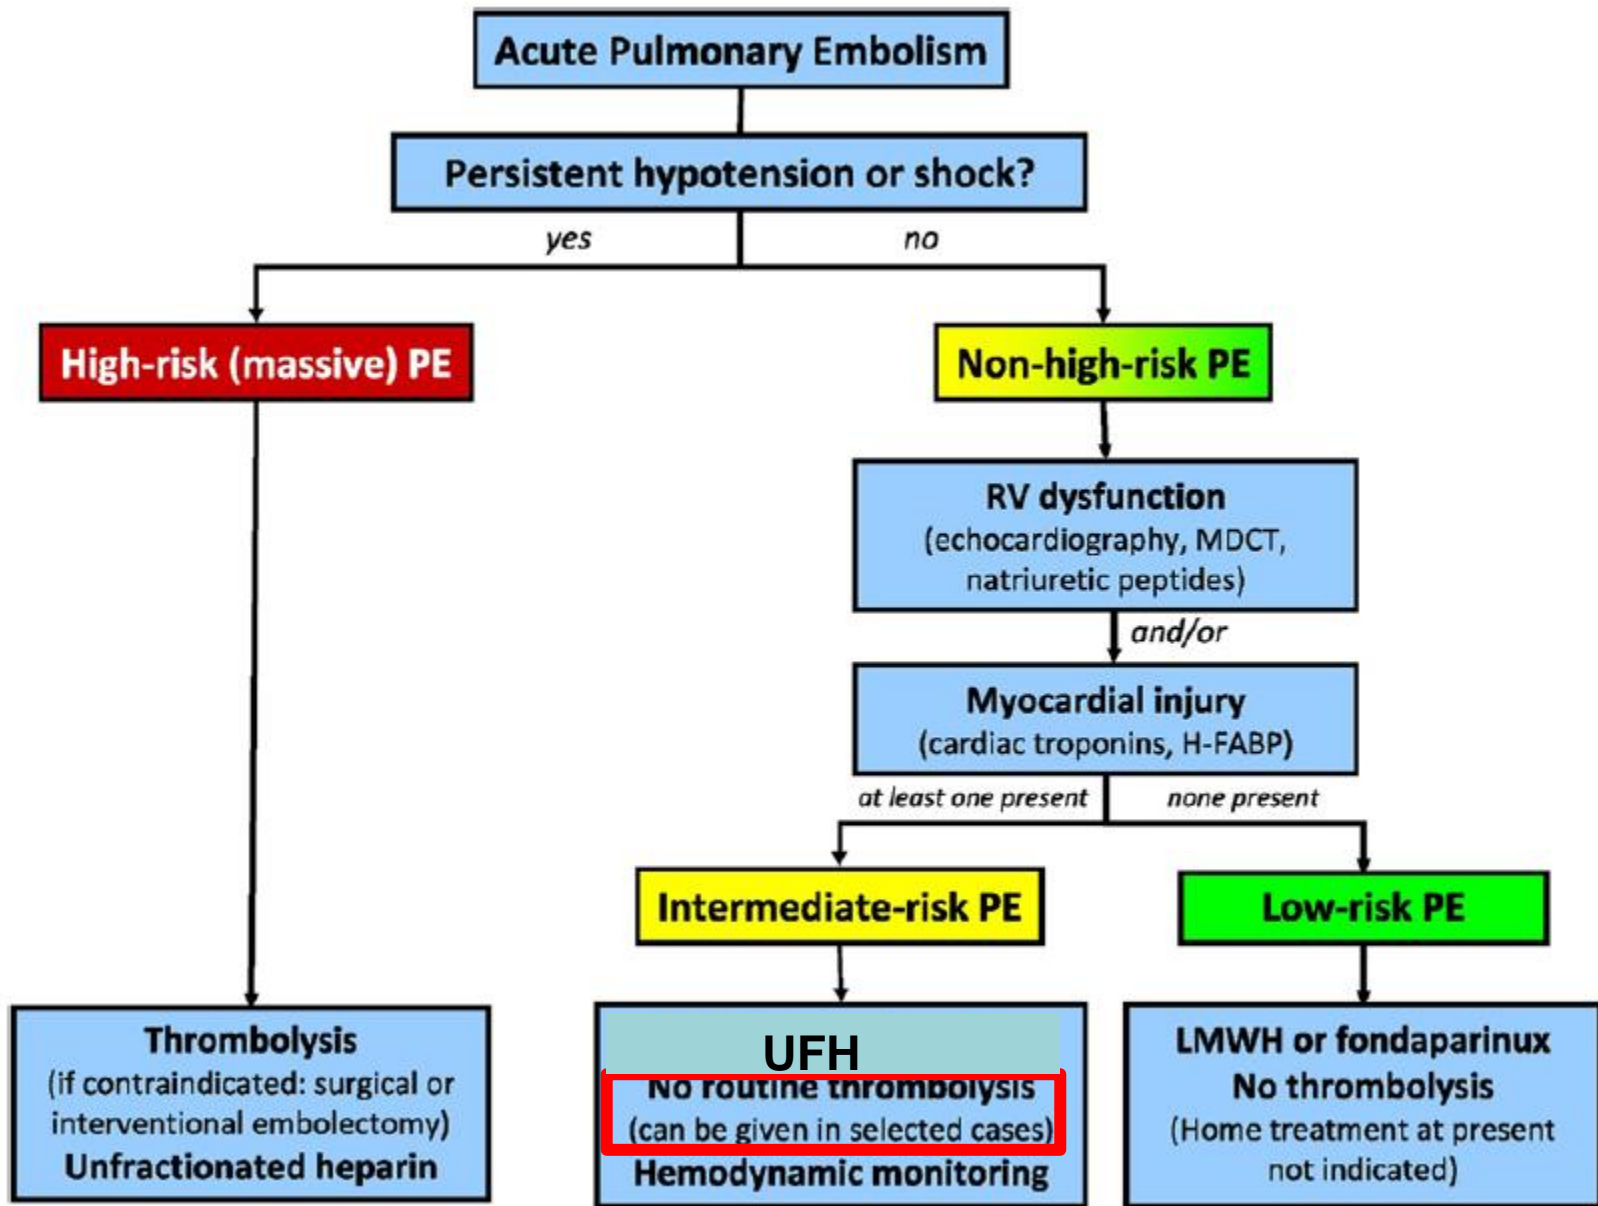 Acute Pulmonary Embolism
Persistent hypotension or shock?
yes
no
High-risk (massive) PE
Non-high-risk PE
RV dysfunction
(echocardiography, MDCT,
natriuretic peptides)
and/or
Myocardial injury
(cardiac troponins, H-FABP)
at least one present
none present
Intermediate-risk PE
Low-risk PE
Thrombolysis
(if contraindicated: surgical or
interventional embolectomy)
Unfractionated heparin
UFH
No routine thrombolysis
(can be given in selected cases)
Hemodynamic monitoring
LMWH or fondaparinux
No thrombolysis
(Home treatment at present
not indicated)